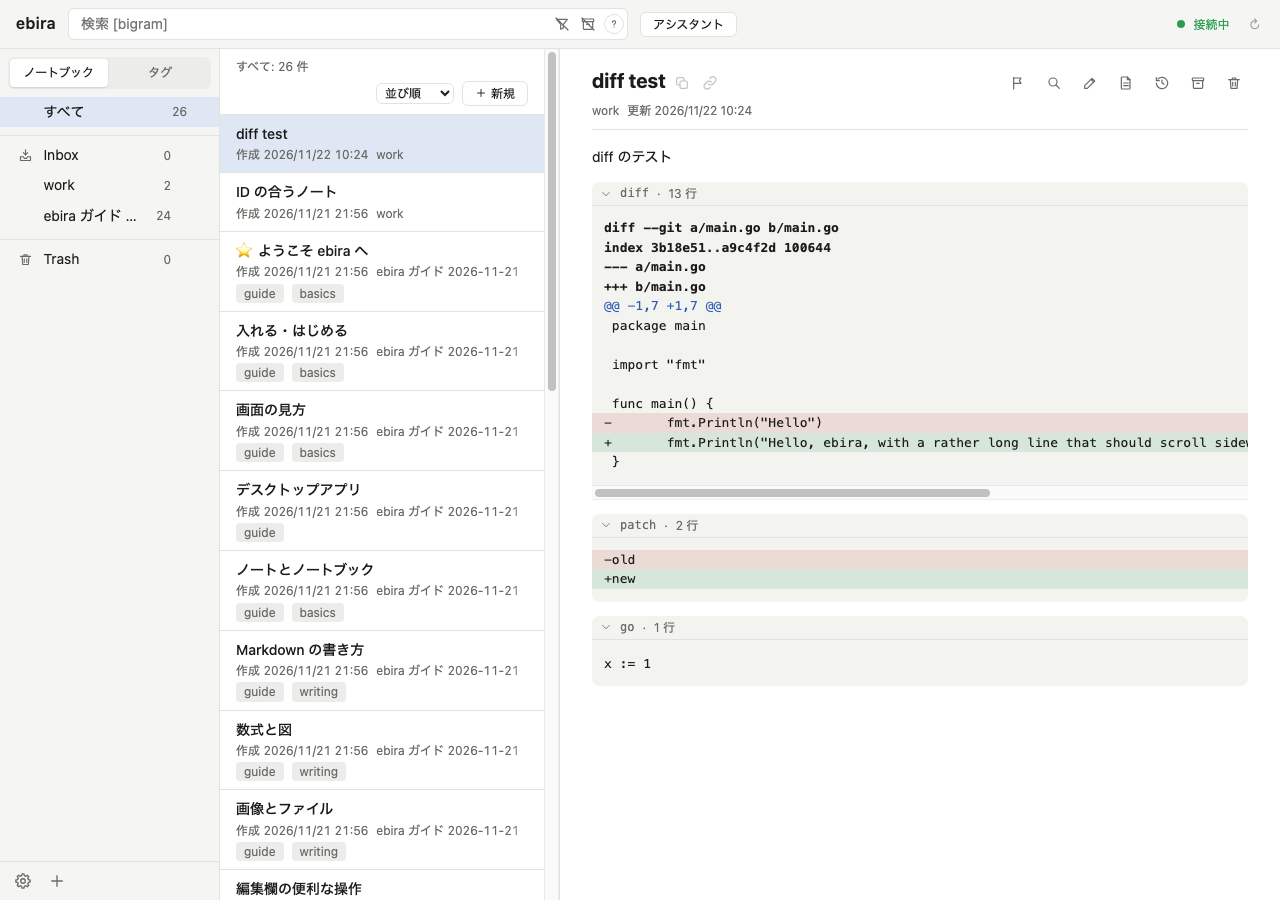 ebira
検索 [bigram]
?
アシスタント
接続中
ノートブック
タグ
すべて 26
Inbox 0
work 2
ebira ガイド ... 24
Trash 0
すべて: 26 件
並び順
+ 新規
diff test
作成 2026/11/22 10:24 work
ID の合うノート
作成 2026/11/21 21:56 work
⭐ ようこそ ebira へ
作成 2026/11/21 21:56 ebira ガイド 2026-11-21
guide basics
入れる・はじめる
作成 2026/11/21 21:56 ebira ガイド 2026-11-21
guide basics
画面の見方
作成 2026/11/21 21:56 ebira ガイド 2026-11-21
guide basics
デスクトップアプリ
作成 2026/11/21 21:56 ebira ガイド 2026-11-21
guide
ノートとノートブック
作成 2026/11/21 21:56 ebira ガイド 2026-11-21
guide basics
Markdown の書き方
作成 2026/11/21 21:56 ebira ガイド 2026-11-21
guide writing
数式と図
作成 2026/11/21 21:56 ebira ガイド 2026-11-21
guide writing
画像とファイル
作成 2026/11/21 21:56 ebira ガイド 2026-11-21
guide writing
編集欄の便利な操作
diff test
work 更新 2026/11/22 10:24
diff のテスト
diff · 13 行
diff --git a/main.go b/main.go
index 3b18e51..a9c4f2d 100644
--- a/main.go
+++ b/main.go
@@ -1,7 +1,7 @@
package main
import "fmt"
func main() {
- fmt.Println("Hello")
+ fmt.Println("Hello, ebira, with a rather long line that should scroll
}
patch · 2 行
-old
+new
go · 1 行
x := 1